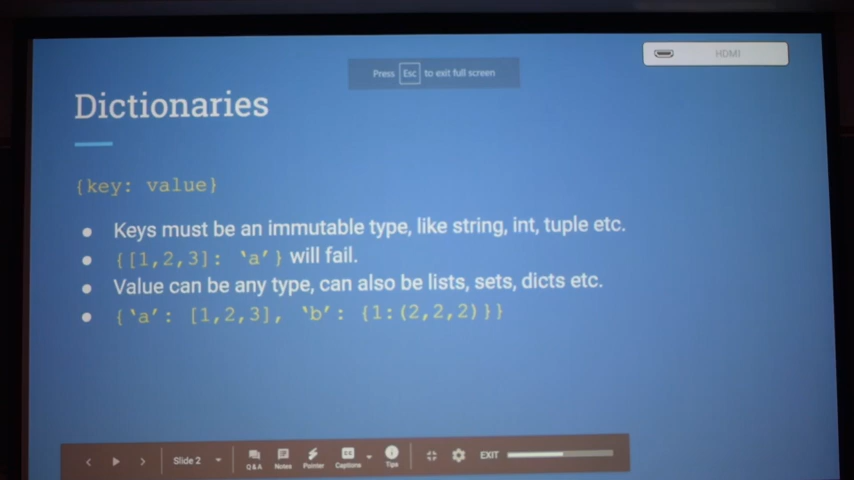 HDMI
Press Esc to exit full screen
Dictionaries
{key: value}
● Keys must be an immutable type, like string, int, tuple etc.
● {[1,2,3]: ‘a’} will fail.
● Value can be any type, can also be lists, sets, dicts etc.
● {‘a’: [1,2,3], ‘b’: {1:(2,2,2)}}
Slide 2 Q&A Notes Pointer Captions Tips EXIT